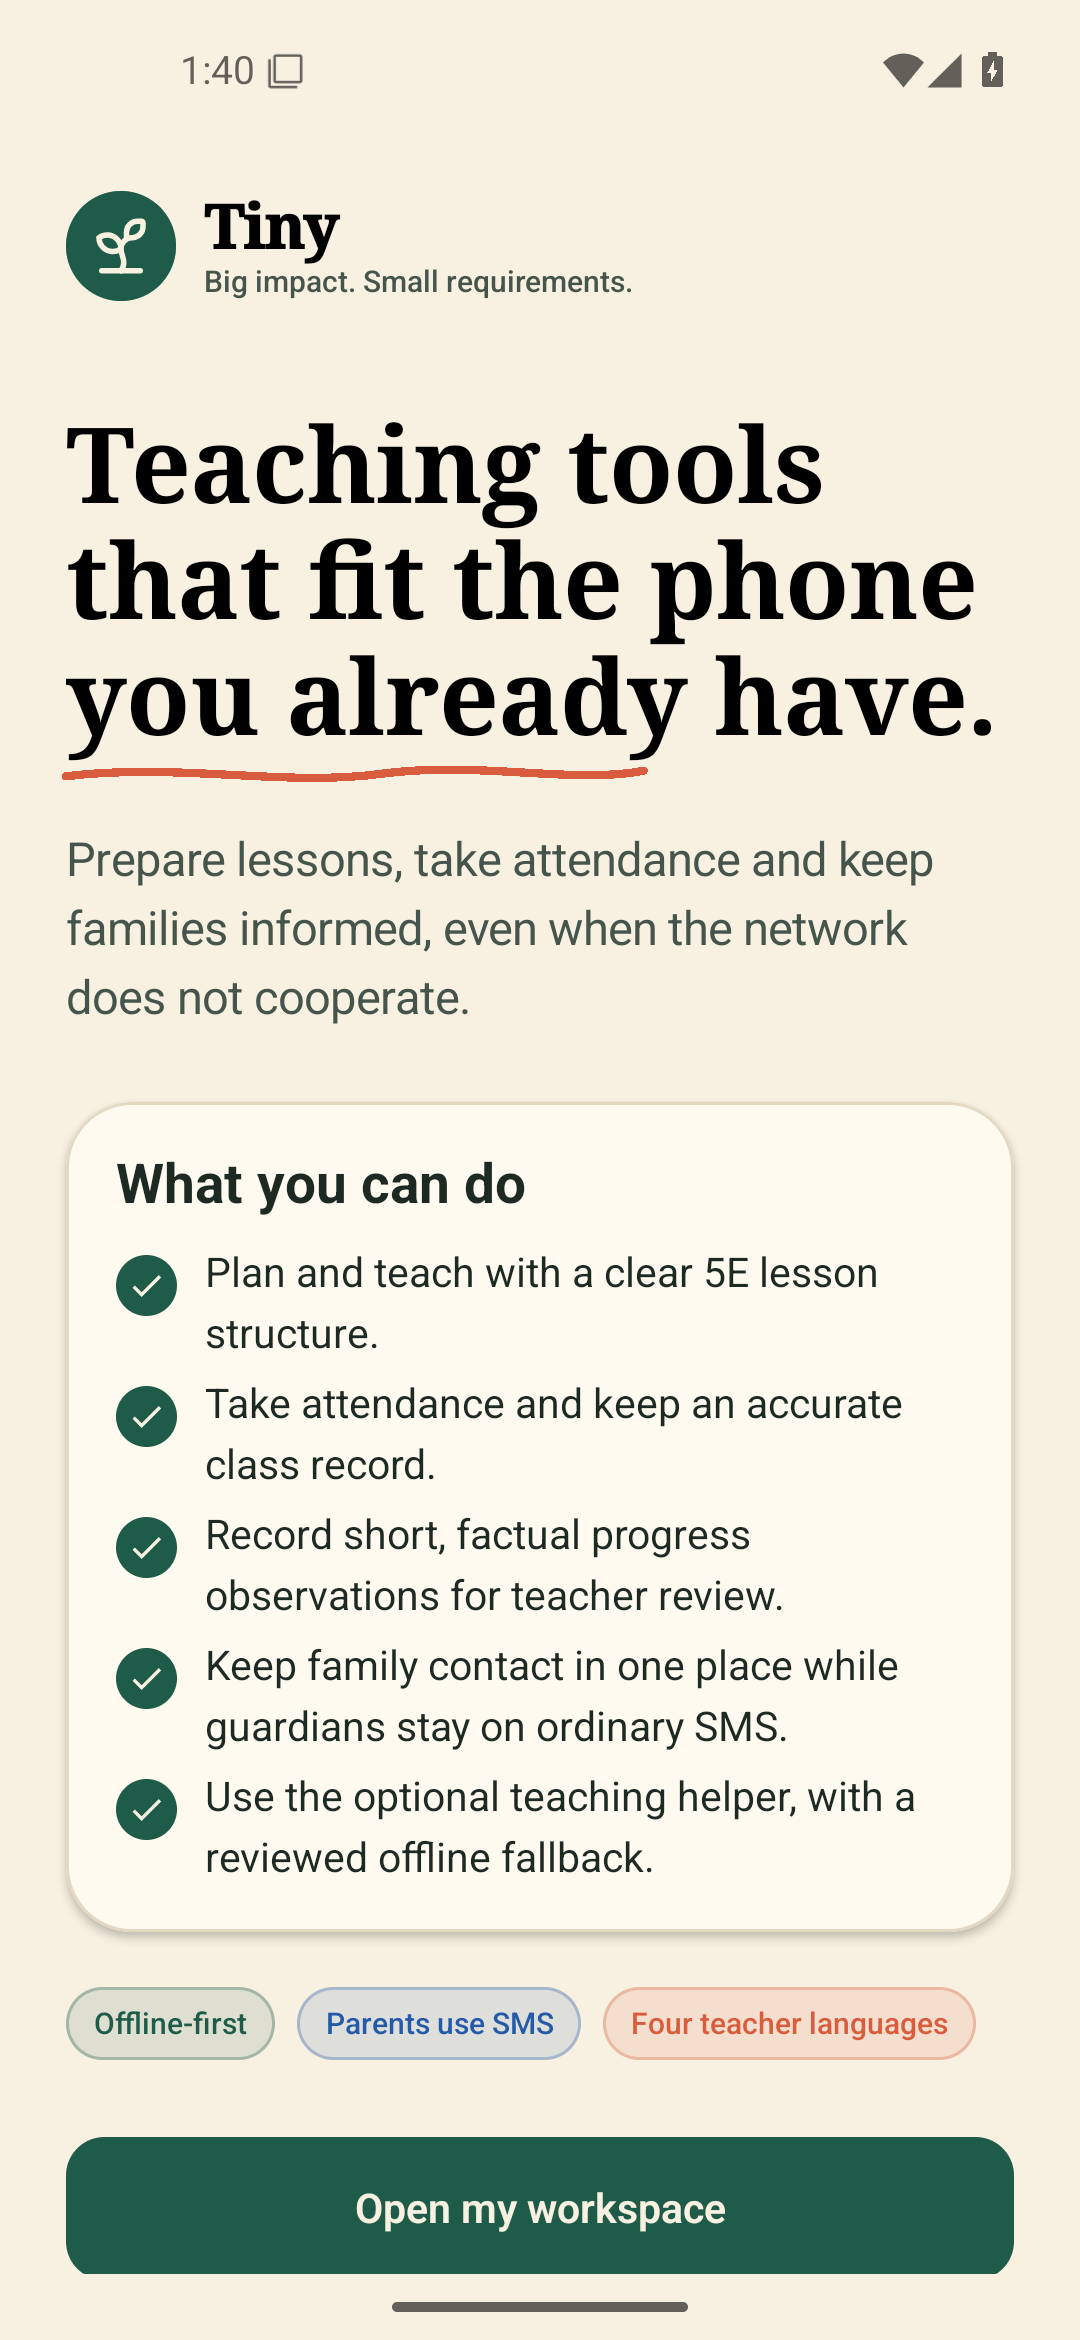 1:40
Tiny
Big impact. Small requirements.
Teaching tools
that fit the phone
you already have.
Prepare lessons, take attendance and keep
families informed, even when the network
does not cooperate.
What you can do
Plan and teach with a clear 5E lesson
structure.
Take attendance and keep an accurate
class record.
Record short, factual progress
observations for teacher review.
Keep family contact in one place while
guardians stay on ordinary SMS.
Use the optional teaching helper, with a
reviewed offline fallback.
Offline-first
Parents use SMS
Four teacher languages
Open my workspace